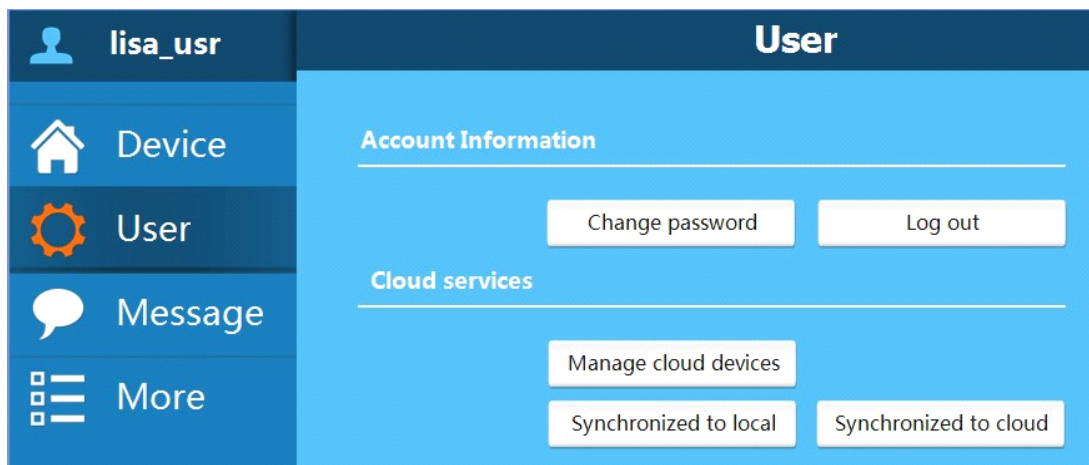 lisa_usr
User
Device
User
Message
More
Account Information
Change password
Log out
Cloud services
Manage cloud devices
Synchronized to local
Synchronized to cloud